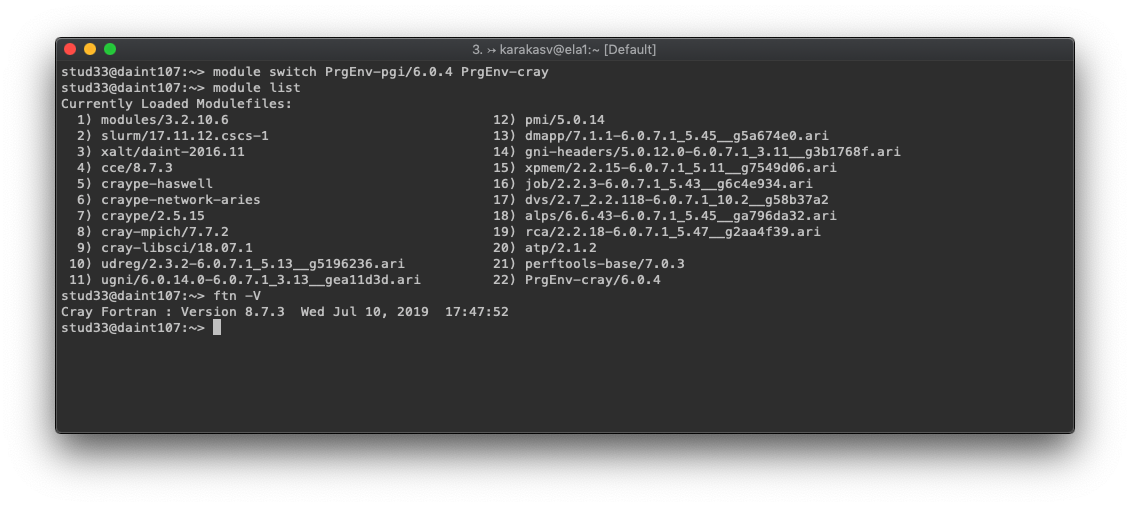 3. ↣ karakasv@ela1:~ [Default]
stud33@daint107:~> module switch PrgEnv-pgi/6.0.4 PrgEnv-cray
stud33@daint107:~> module list
Currently Loaded Modulefiles:
  1) modules/3.2.10.6                                 12) pmi/5.0.14
  2) slurm/17.11.12.cscs-1                            13) dmapp/7.1.1-6.0.7.1_5.45__g5a674e0.ari
  3) xalt/daint-2016.11                               14) gni-headers/5.0.12.0-6.0.7.1_3.11__g3b1768f.ari
  4) cce/8.7.3                                        15) xpmem/2.2.15-6.0.7.1_5.11__g7549d06.ari
  5) craype-haswell                                   16) job/2.2.3-6.0.7.1_5.43__g6c4e934.ari
  6) craype-network-aries                             17) dvs/2.7_2.2.118-6.0.7.1_10.2__g58b37a2
  7) craype/2.5.15                                    18) alps/6.6.43-6.0.7.1_5.45__ga796da32.ari
  8) cray-mpich/7.7.2                                 19) rca/2.2.18-6.0.7.1_5.47__g2aa4f39.ari
  9) cray-libsci/18.07.1                              20) atp/2.1.2
 10) udreg/2.3.2-6.0.7.1_5.13__g5196236.ari           21) perftools-base/7.0.3
 11) ugni/6.0.14.0-6.0.7.1_3.13__gea11d3d.ari         22) PrgEnv-cray/6.0.4
stud33@daint107:~> ftn -V
Cray Fortran : Version 8.7.3  Wed Jul 10, 2019  17:47:52
stud33@daint107:~>